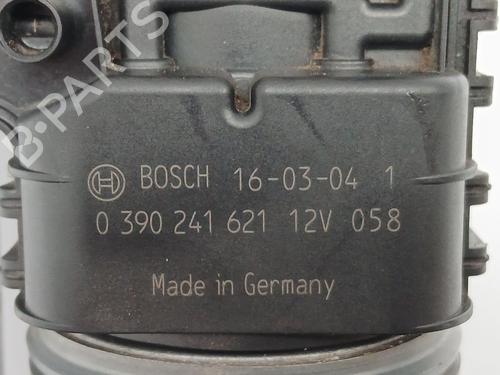 B-PARTS
BOSCH 16-03-04 1
0 390 241 621 12V 058
Made in Germany